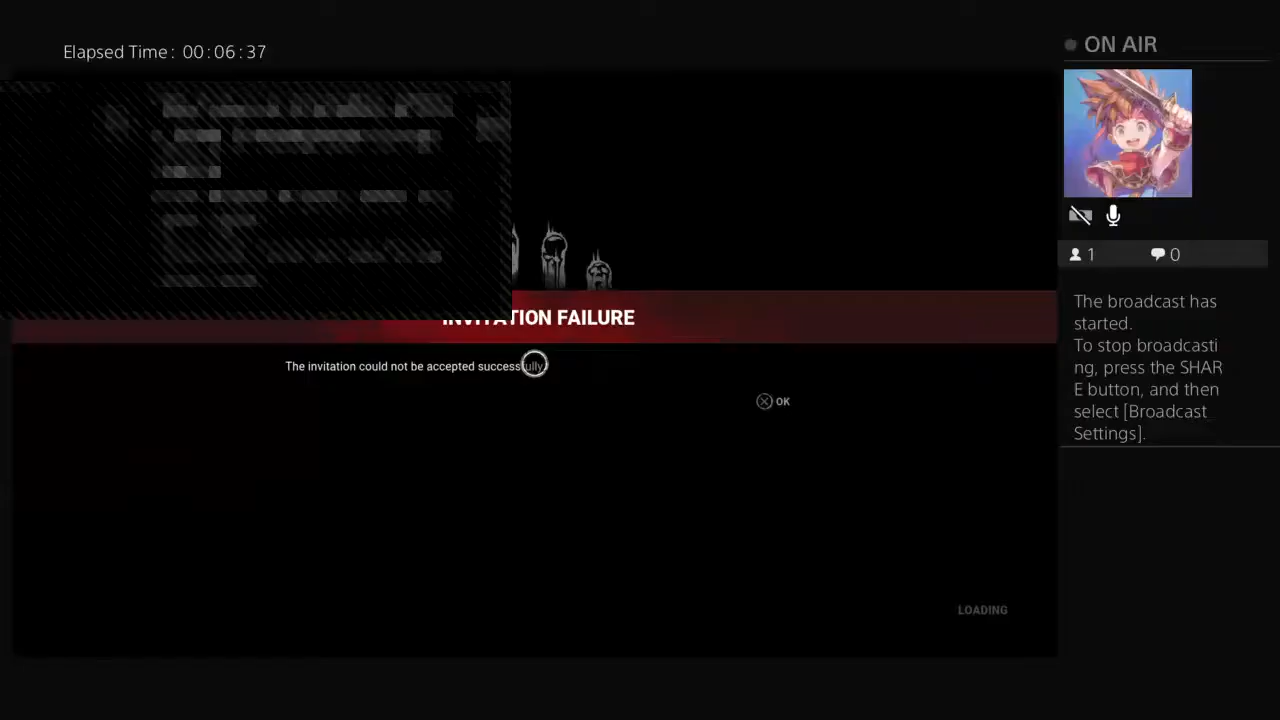 Elapsed Time: 00:06:37
ON AIR
1
0
The broadcast has
started.
To stop broadcasti
ng, press the SHAR
E button, and then
select [Broadcast
Settings].
INVITATION FAILURE
The invitation could not be accepted successfully.
OK
LOADING